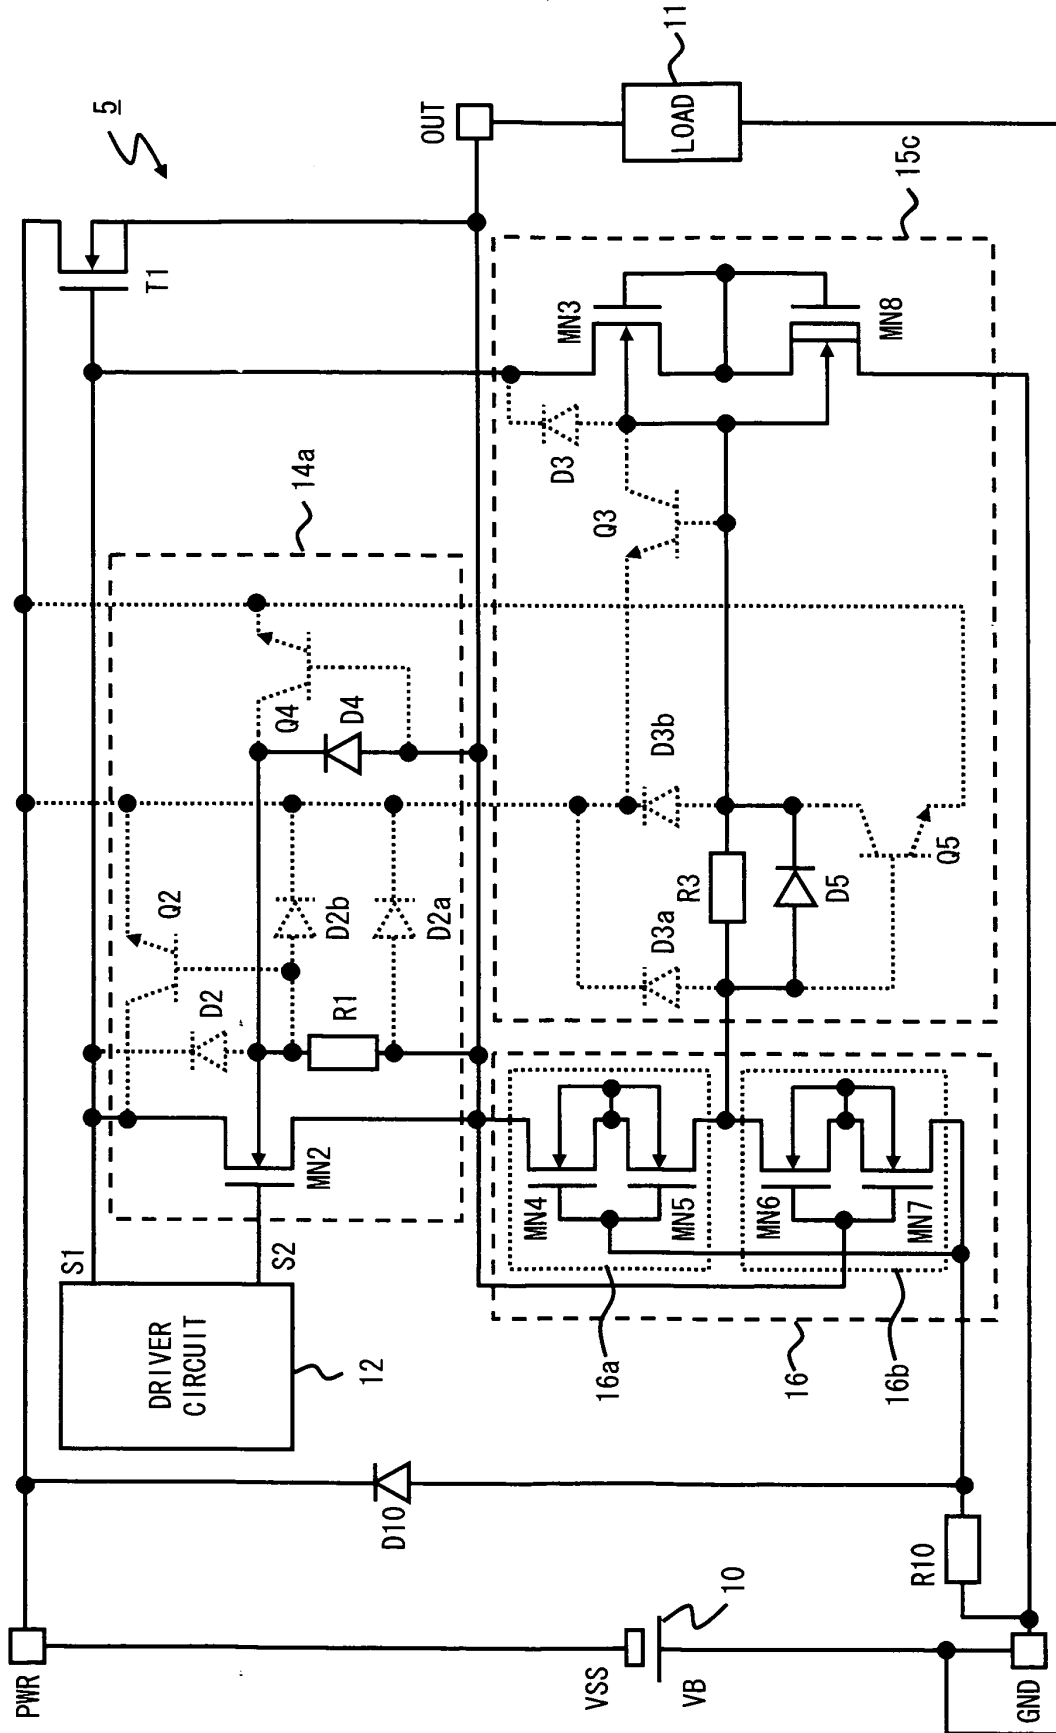 5
PWR
DRIVER
CIRCUIT
12
S1
S2
14a
Q2
D2
D2b
D2a
R1
MN2
Q4
D4
T1
OUT
11
LOAD
15c
MN3
MN8
D3
Q3
D3b
D3a
R3
D5
Q5
MN4
MN5
MN6
MN7
16a
16
16b
D10
R10
VSS
VB
10
GND